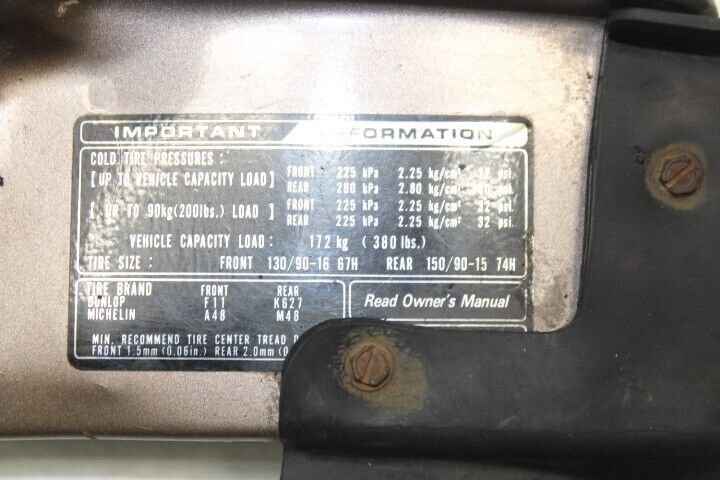 IMPORTANT INFORMATION
COLD TIRE PRESSURES :
[ UP TO VEHICLE CAPACITY LOAD ] FRONT 225 kPa 2.25 kg/cm² 32 psi.
REAR 280 kPa 2.80 kg/cm² 40 psi.
[ UP TO 90kg(200lbs.) LOAD ] FRONT 225 kPa 2.25 kg/cm² 32 psi.
REAR 225 kPa 2.25 kg/cm² 32 psi.
VEHICLE CAPACITY LOAD: 172 kg ( 380 lbs.)
TIRE SIZE : FRONT 130/90-16 67H REAR 150/90-15 74H
TIRE BRAND FRONT REAR
DUNLOP F11 K627
MICHELIN A48 M48
Read Owner's Manual
MIN. RECOMMEND TIRE CENTER TREAD
FRONT 1.5mm (0.06in.) REAR 2.0mm